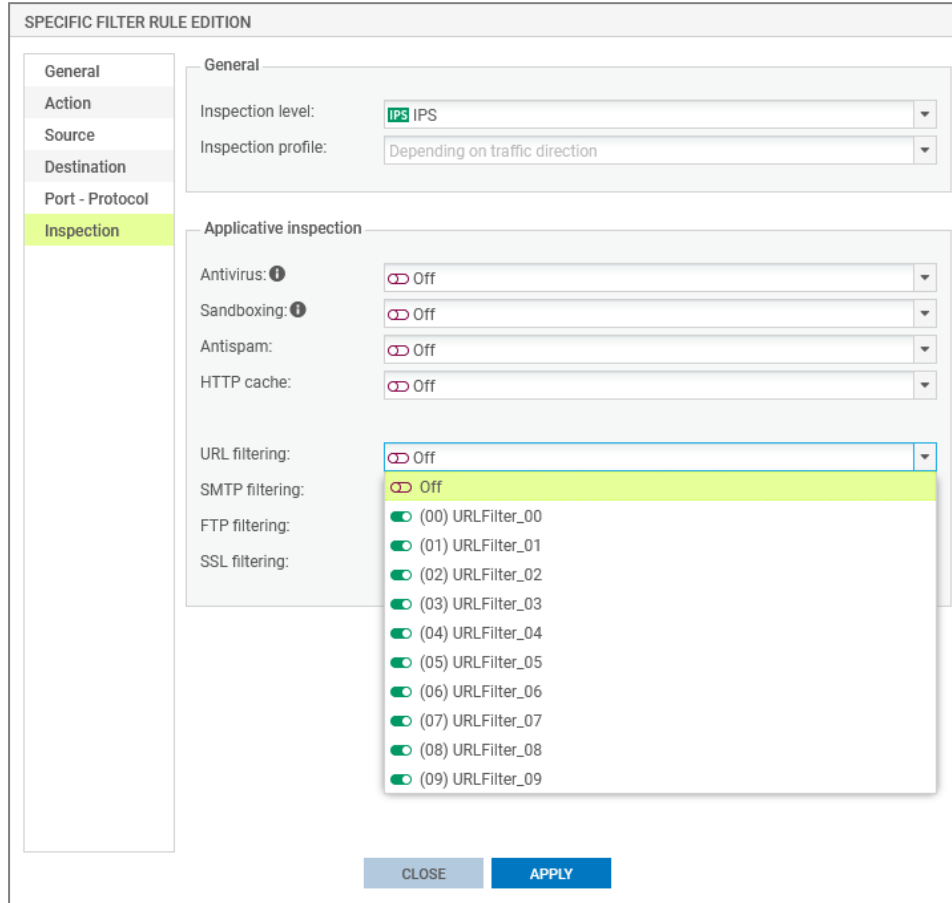 SPECIFIC FILTER RULE EDITION
General
Action
Source
Destination
Port - Protocol
Inspection
General
Inspection level: IPS IPS
Inspection profile: Depending on traffic direction
Applicative inspection
Antivirus: Off
Sandboxing: Off
Antispam: Off
HTTP cache: Off
URL filtering: Off
SMTP filtering:
FTP filtering:
SSL filtering:
Off
(00) URLFilter_00
(01) URLFilter_01
(02) URLFilter_02
(03) URLFilter_03
(04) URLFilter_04
(05) URLFilter_05
(06) URLFilter_06
(07) URLFilter_07
(08) URLFilter_08
(09) URLFilter_09
CLOSE APPLY